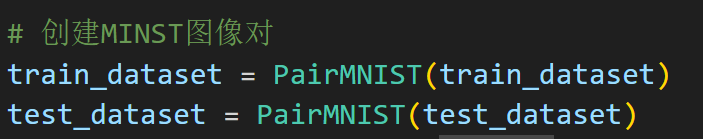 # 创建MINST图像对
train_dataset = PairMNIST(train_dataset)
test_dataset = PairMNIST(test_dataset)